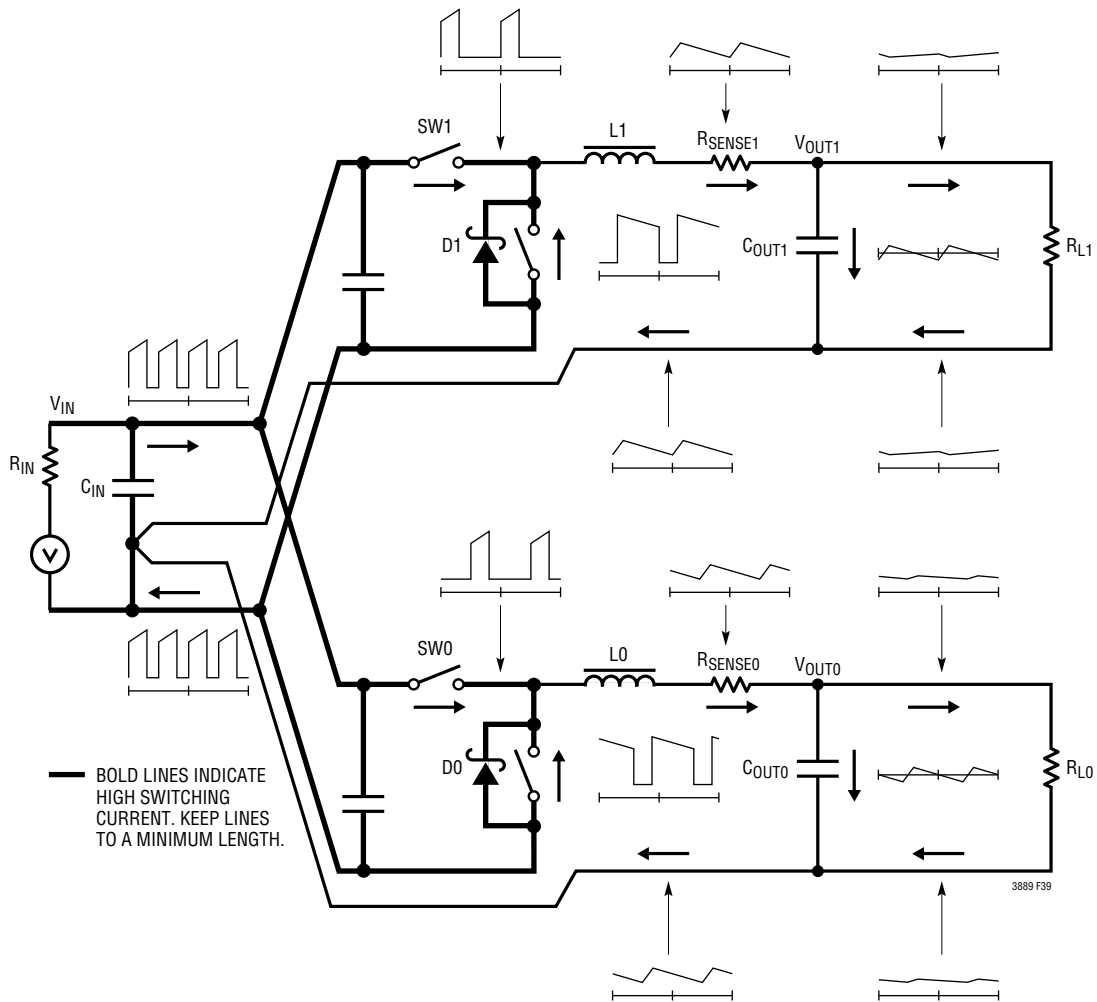 SW1
L1
RSENSE1
VOUT1
D1
COUT1
RL1
VIN
RIN
CIN
V
SW0
L0
RSENSE0
VOUT0
D0
COUT0
RL0
BOLD LINES INDICATE
HIGH SWITCHING
CURRENT. KEEP LINES
TO A MINIMUM LENGTH.
3889 F39